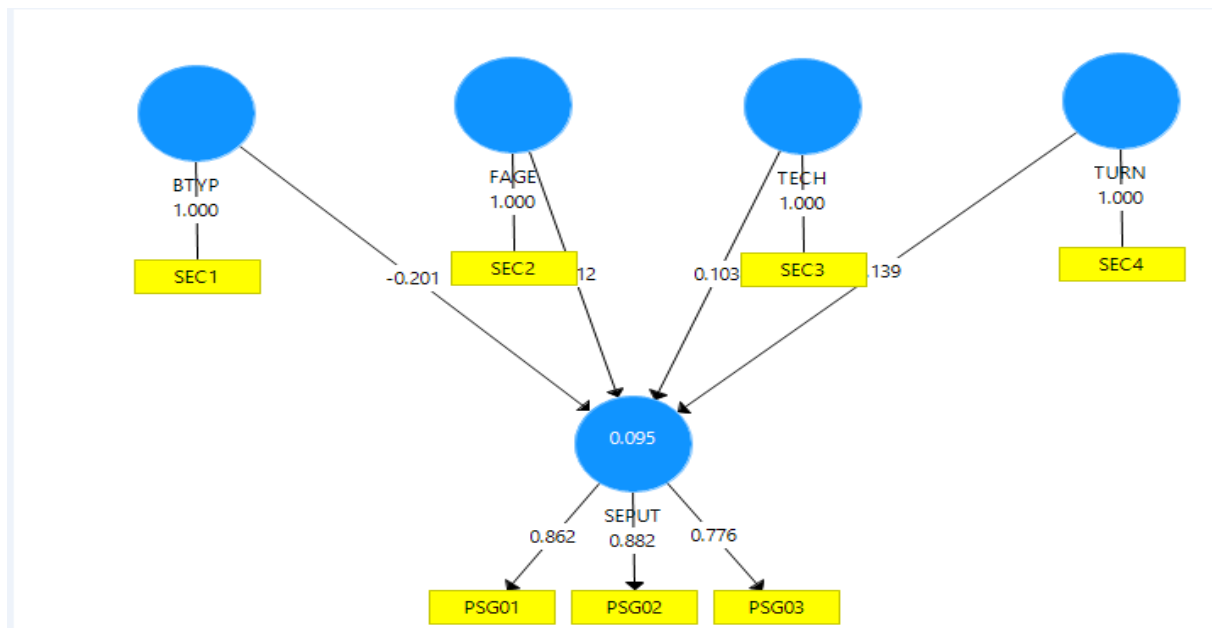 BTYP
1.000
FAGE
1.000
TECH
1.000
TURN
1.000
SEC1
SEC2
SEC3
SEC4
-0.201
12
0.103
.139
0.095
SEPUT
0.862
0.882
0.776
PSG01
PSG02
PSG03